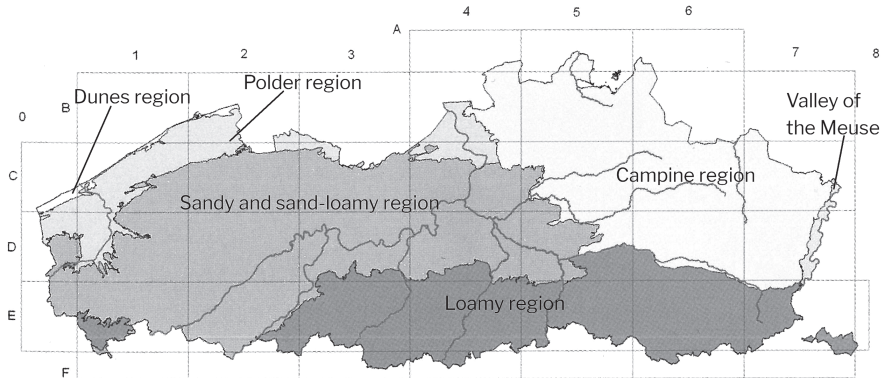 4
5
6
A
1
2
3
7
8
Dunes region
Polder region
B
0
Valley of
the Meuse
C
Campine region
Sandy and sand-loamy region
D
Loamy region
E
F